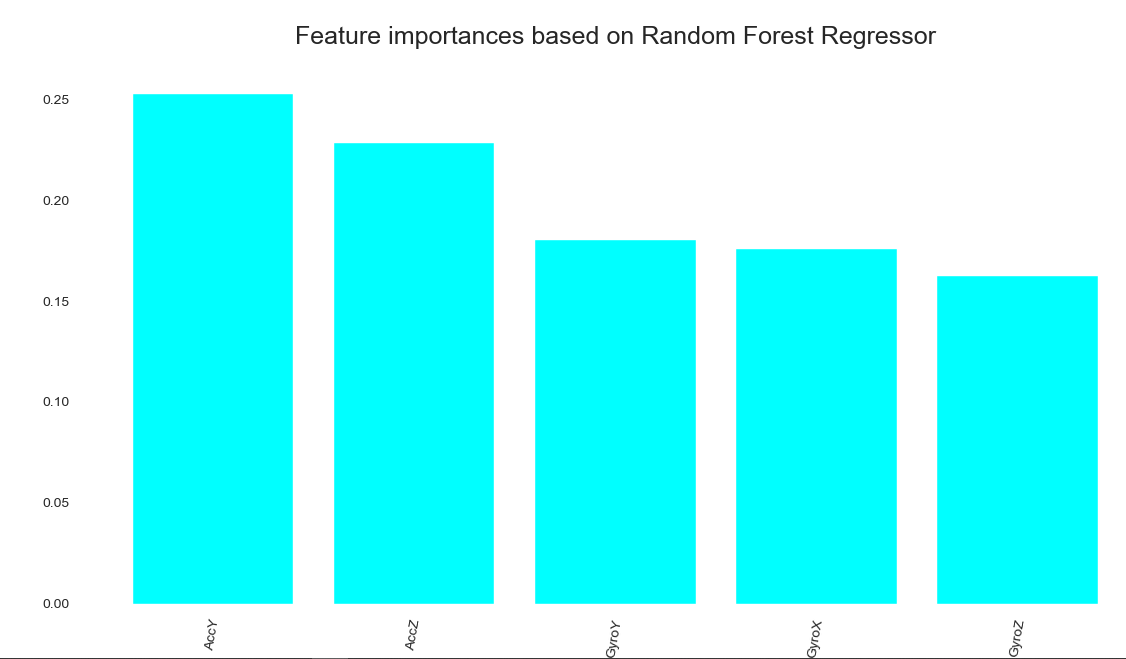 Feature importances based on Random Forest Regressor
0.25
0.20
0.15
0.10
0.05
0.00
AccY
AccZ
GyroY
GyroX
GyroZ